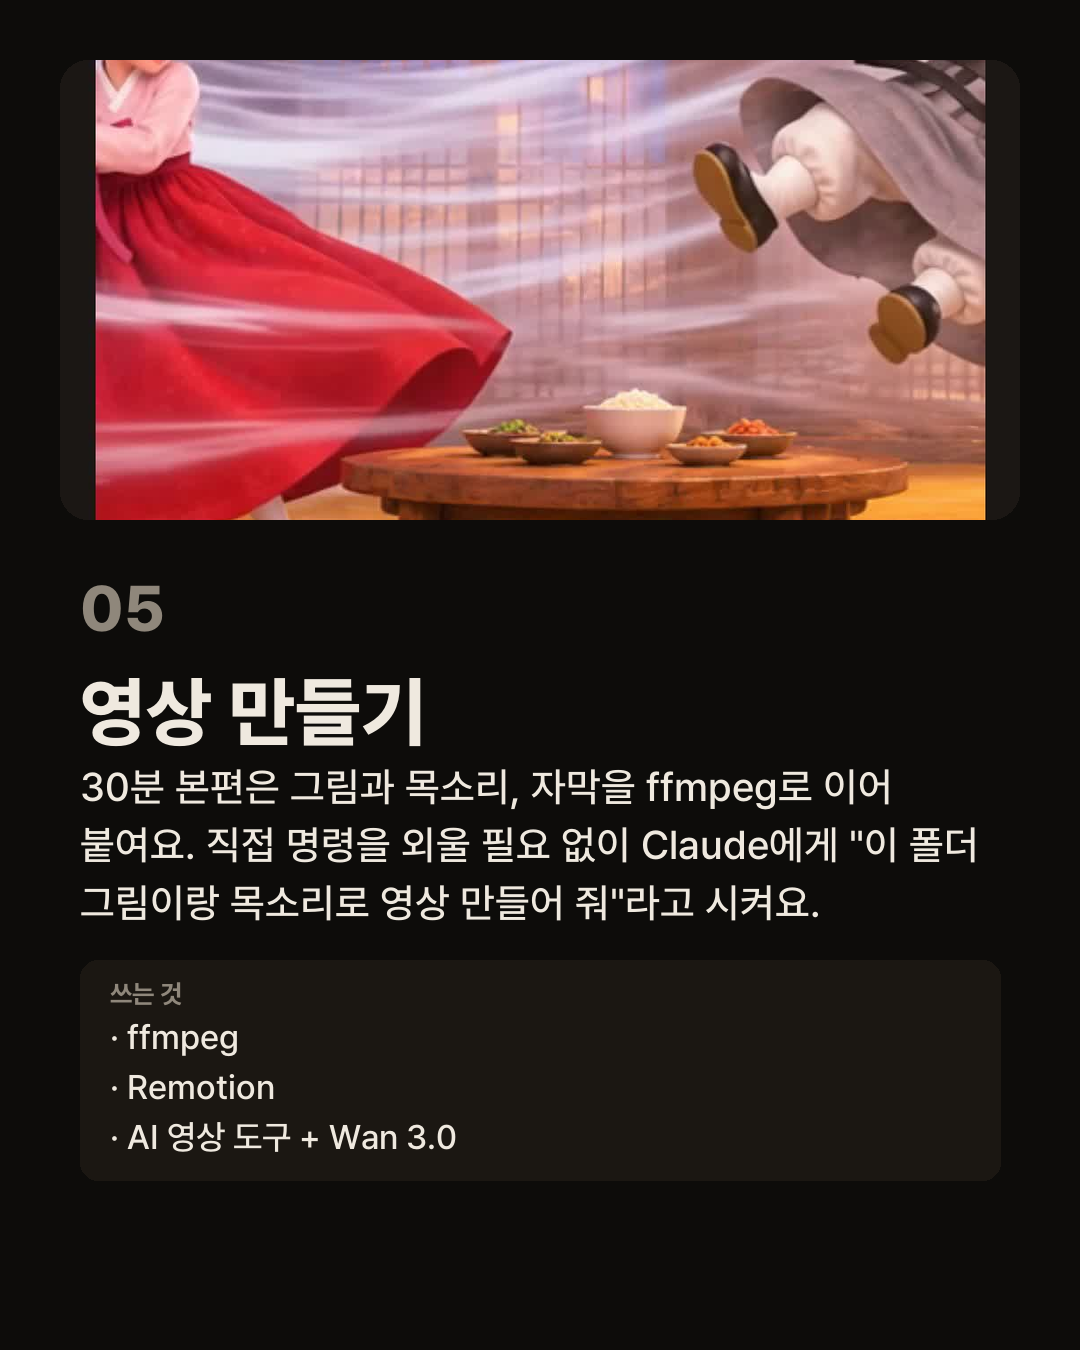 05
영상 만들기
30분 본편은 그림과 목소리, 자막을 ffmpeg로 이어
붙여요. 직접 명령을 외울 필요 없이 Claude에게 "이 폴더
그림이랑 목소리로 영상 만들어 줘"라고 시켜요.
쓰는 것
· ffmpeg
· Remotion
· AI 영상 도구 + Wan 3.0